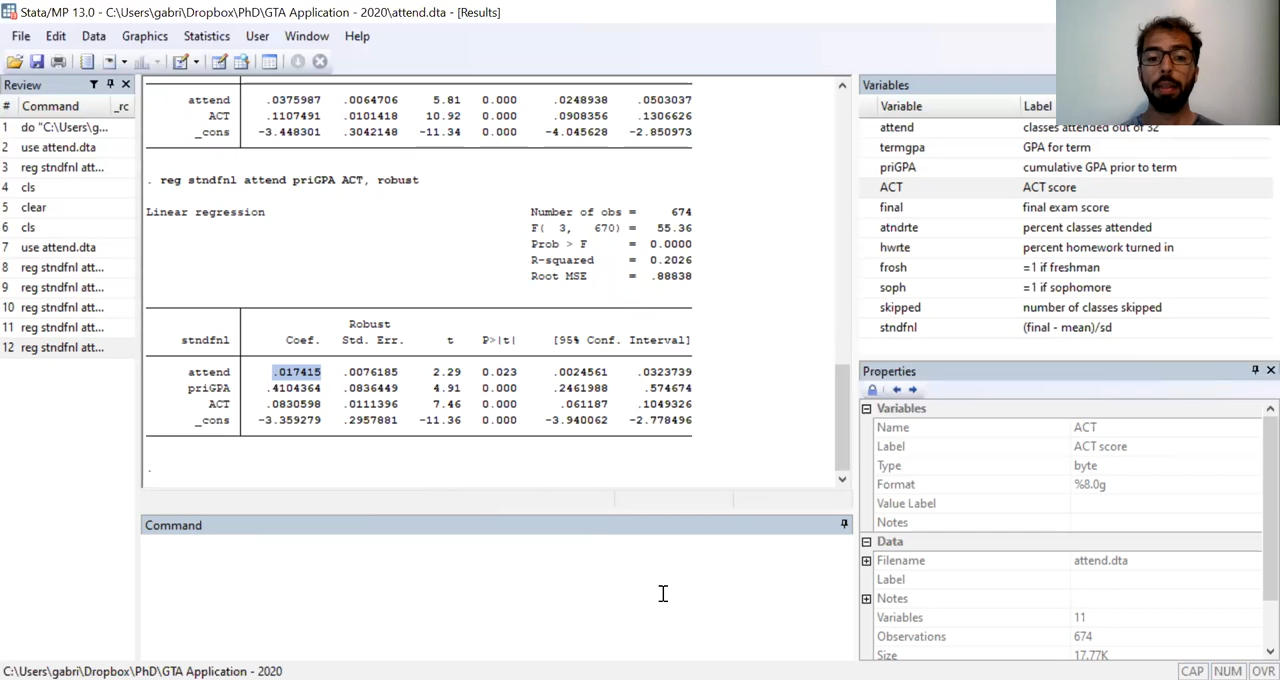 Stata/MP 13.0 - C:\Users\gabri\Dropbox\PhD\GTA Application - 2020\attend.dta - [Results]
File Edit Data Graphics Statistics User Window Help
Review
# Command _rc
1 do "C:\Users\g...
2 use attend.dta
3 reg stndfnl att...
4 cls
5 clear
6 cls
7 use attend.dta
8 reg stndfnl att...
9 reg stndfnl att...
10 reg stndfnl att...
11 reg stndfnl att...
12 reg stndfnl att...
attend .0375987 .0064706 5.81 0.000 .0248938 .0503037
ACT .1107491 .0101418 10.92 0.000 .0908356 .1306626
_cons -3.448301 .3042148 -11.34 0.000 -4.045628 -2.850973
. reg stndfnl attend priGPA ACT, robust
Linear regression Number of obs = 674
F( 3, 670) = 55.36
Prob > F = 0.0000
R-squared = 0.2026
Root MSE = .88838
Robust
stndfnl Coef. Std. Err. t P>|t| [95% Conf. Interval]
attend .017415 .0076185 2.29 0.023 .0024561 .0323739
priGPA .4104364 .0836449 4.91 0.000 .2461988 .574674
ACT .0830598 .0111396 7.46 0.000 .061187 .1049326
_cons -3.359279 .2957881 -11.36 0.000 -3.940062 -2.778496
.
Command
Variables
Variable Label
attend classes attended out of 32
termgpa GPA for term
priGPA cumulative GPA prior to term
ACT ACT score
final final exam score
atndrte percent classes attended
hwrte percent homework turned in
frosh =1 if freshman
soph =1 if sophomore
skipped number of classes skipped
stndfnl (final - mean)/sd
Properties
Variables
Name ACT
Label ACT score
Type byte
Format %8.0g
Value Label
Notes
Data
Filename attend.dta
Label
Notes
Variables 11
Observations 674
Size 17.77K
C:\Users\gabri\Dropbox\PhD\GTA Application - 2020
CAP NUM OVR